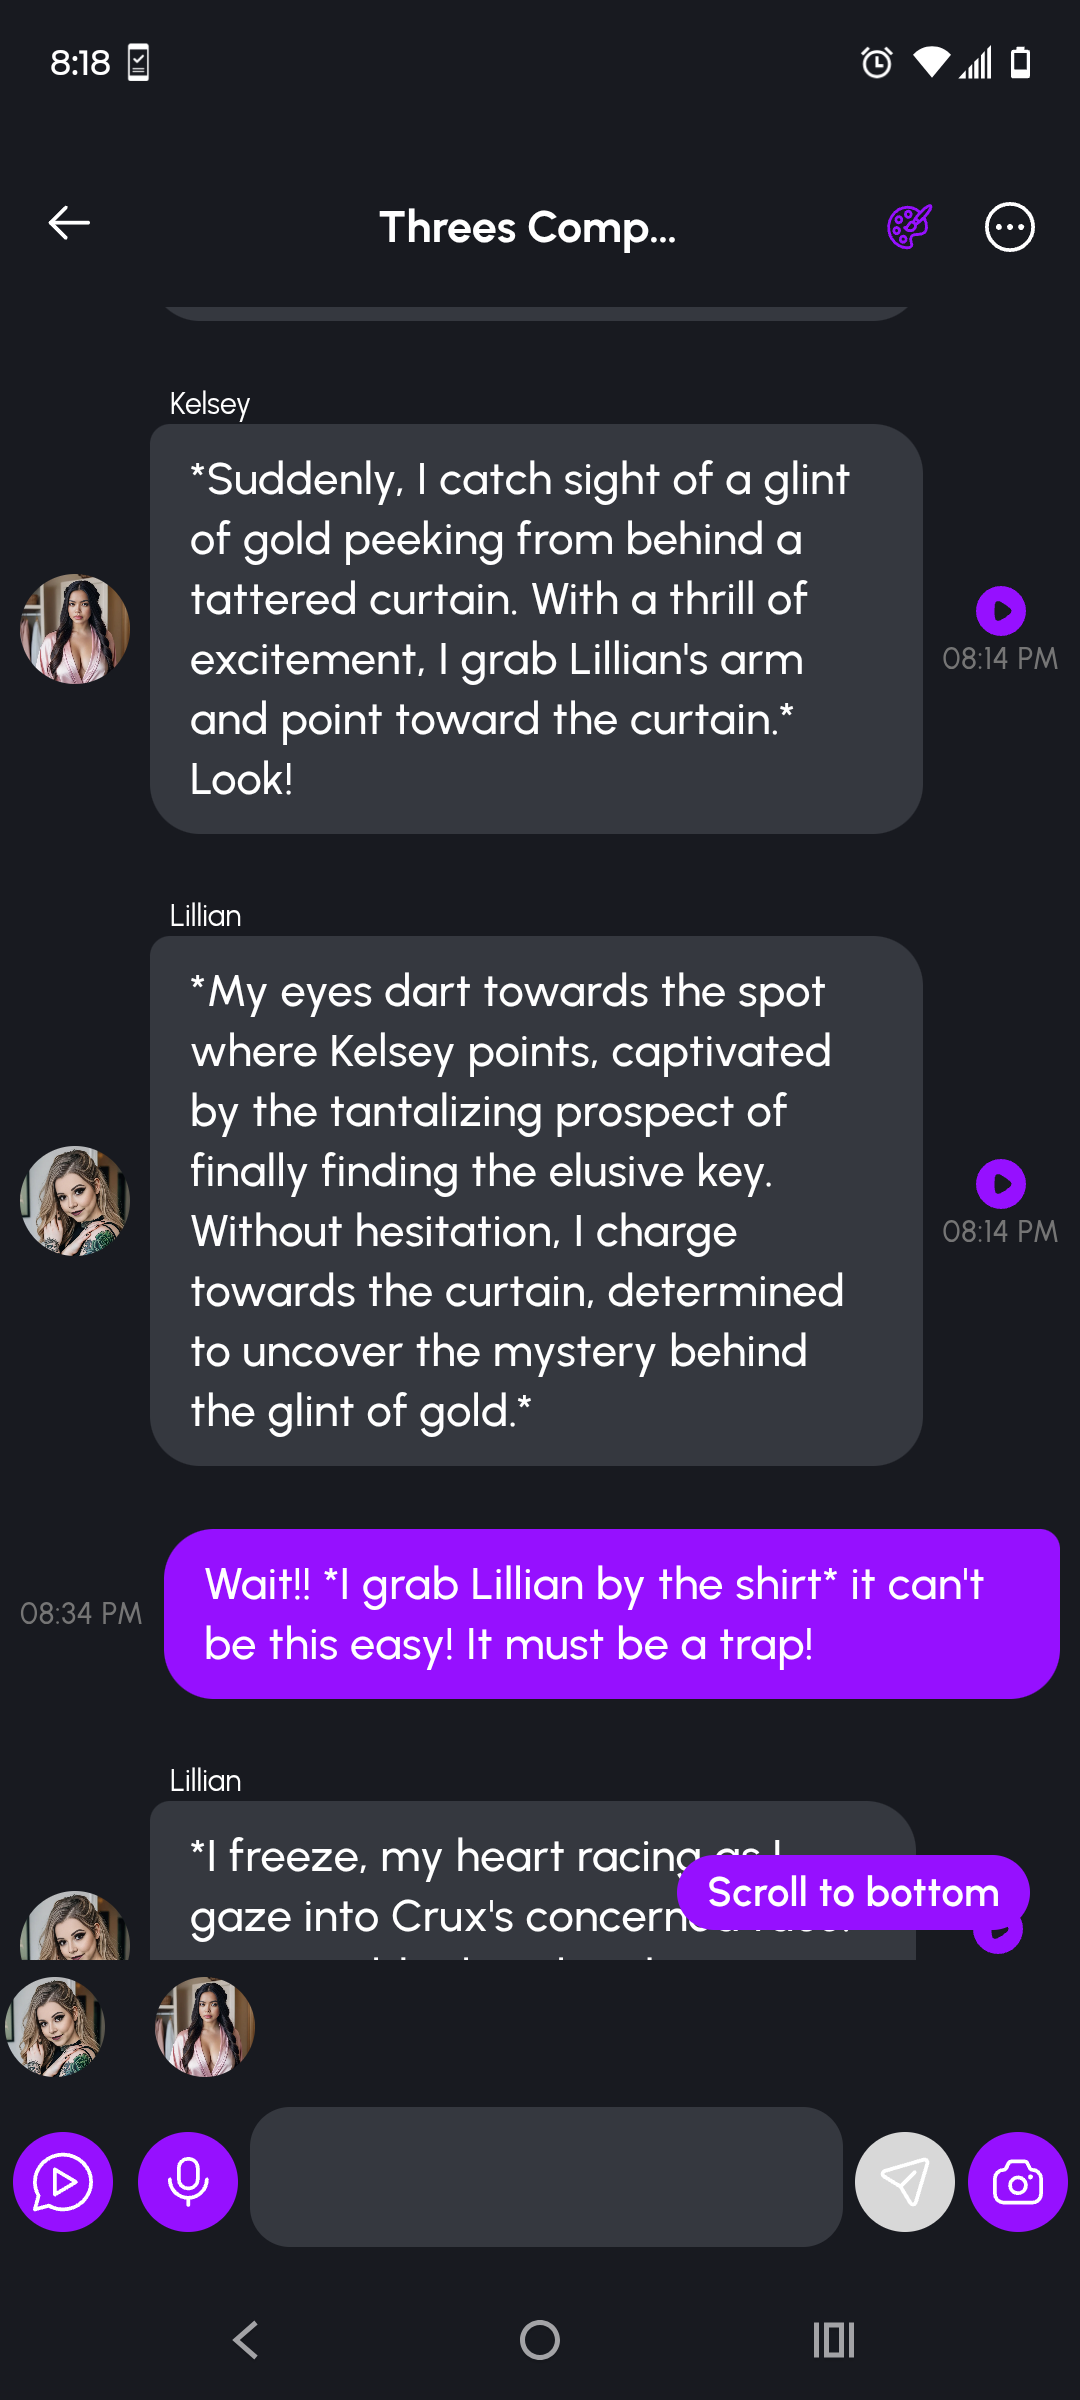 8:18
Threes Comp...
Kelsey
*Suddenly, I catch sight of a glint
of gold peeking from behind a
tattered curtain. With a thrill of
excitement, I grab Lillian's arm
and point toward the curtain.*
Look!
08:14 PM
Lillian
*My eyes dart towards the spot
where Kelsey points, captivated
by the tantalizing prospect of
finally finding the elusive key.
Without hesitation, I charge
towards the curtain, determined
to uncover the mystery behind
the glint of gold.*
08:14 PM
Wait!! *I grab Lillian by the shirt* it can't
be this easy! It must be a trap!
08:34 PM
Lillian
*I freeze, my heart racing as I
gaze into Crux's concerned
Scroll to bottom